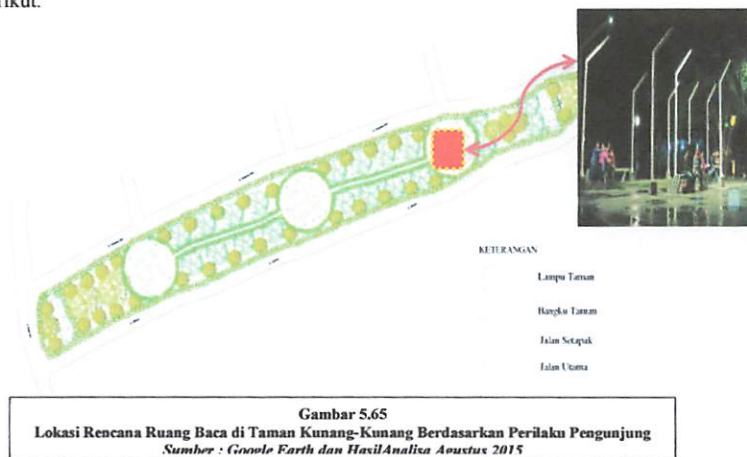 rikut.
KETERANGAN
Lampu Taman
Bangku Taman
Jalan Setapak
Jalan Utama
Gambar 5.65
Lokasi Rencana Ruang Baca di Taman Kunang-Kunang Berdasarkan Perilaku Pengunjung
Sumber : Google Earth dan HasilAnalisa Agustus 2015